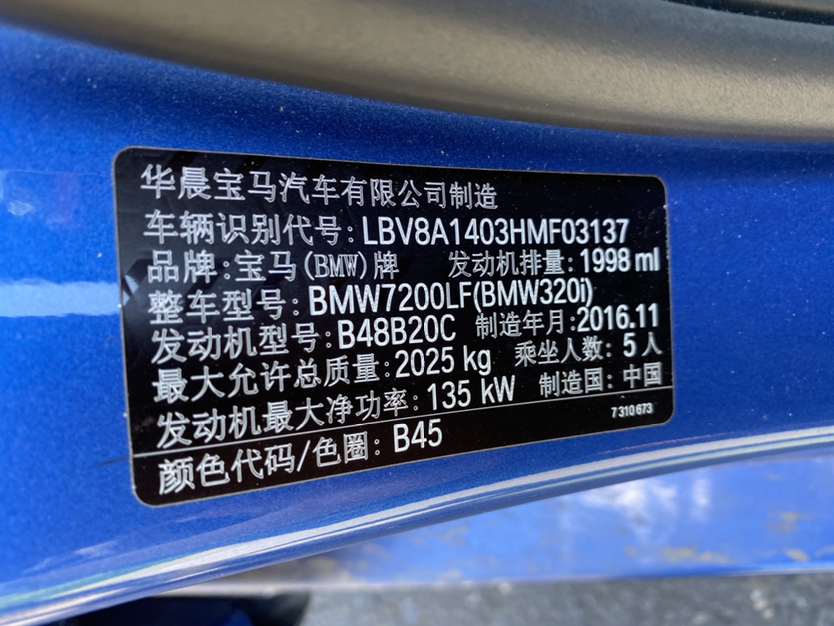 华晨宝马汽车有限公司制造
车辆识别代号:LBV8A1403HMF03137
品牌:宝马(BMW)牌 发动机排量:1998 ml
整车型号:BMW7200LF(BMW320i)
发动机型号:B48B20C 制造年月:2016.11
最大允许总质量:2025 kg 乘坐人数:5人
发动机最大净功率:135 kW 制造国:中国
7 310 673
颜色代码/色圈: B45